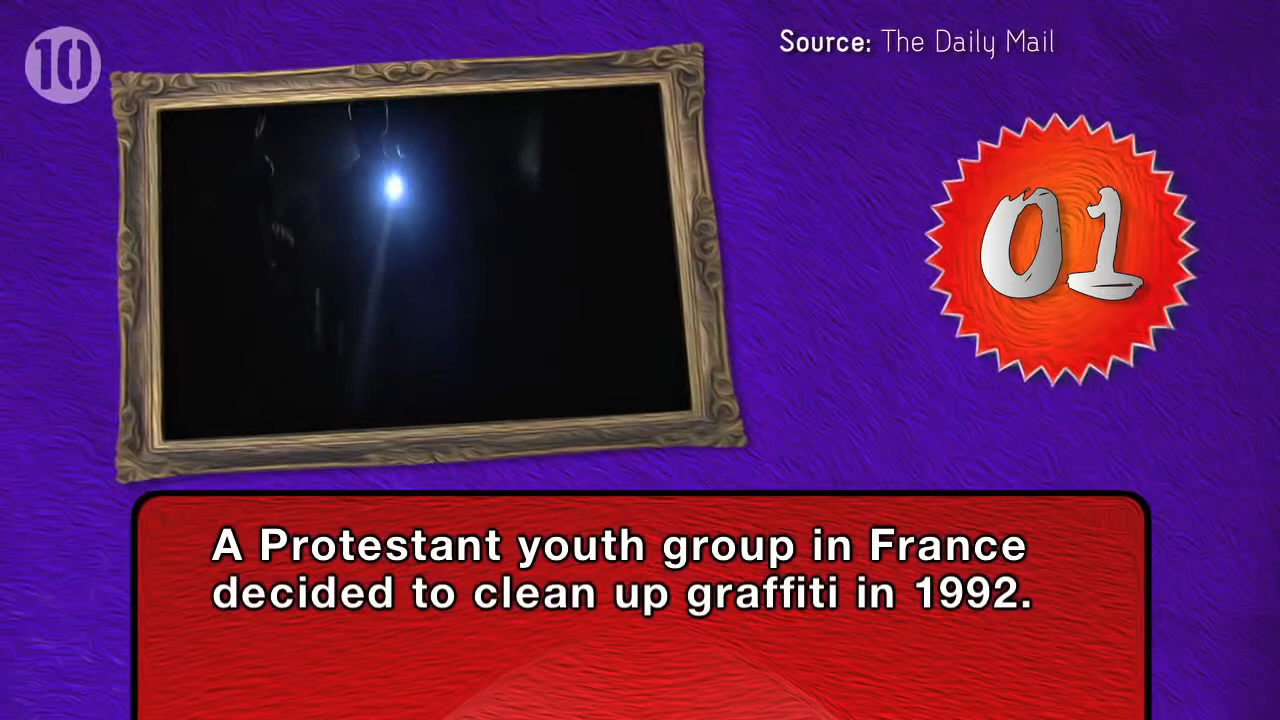 10
Source: The Daily Mail
01
A Protestant youth group in France
decided to clean up graffiti in 1992.